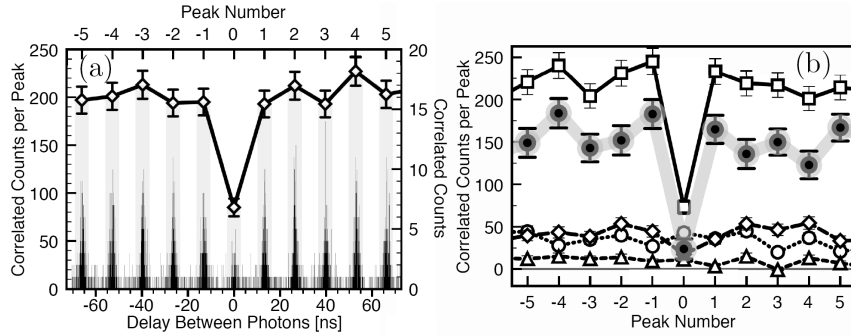 Peak Number
-5 -4 -3 -2 -1 0 1 2 3 4 5
(a)
Correlated Counts per Peak
250
200
150
100
50
0
20
15
10
5
0
Correlated Counts
-60 -40 -20 0 20 40 60
Delay Between Photons [ns]
(b)
Correlated Counts per Peak
250
200
150
100
50
0
-5 -4 -3 -2 -1 0 1 2 3 4 5
Peak Number